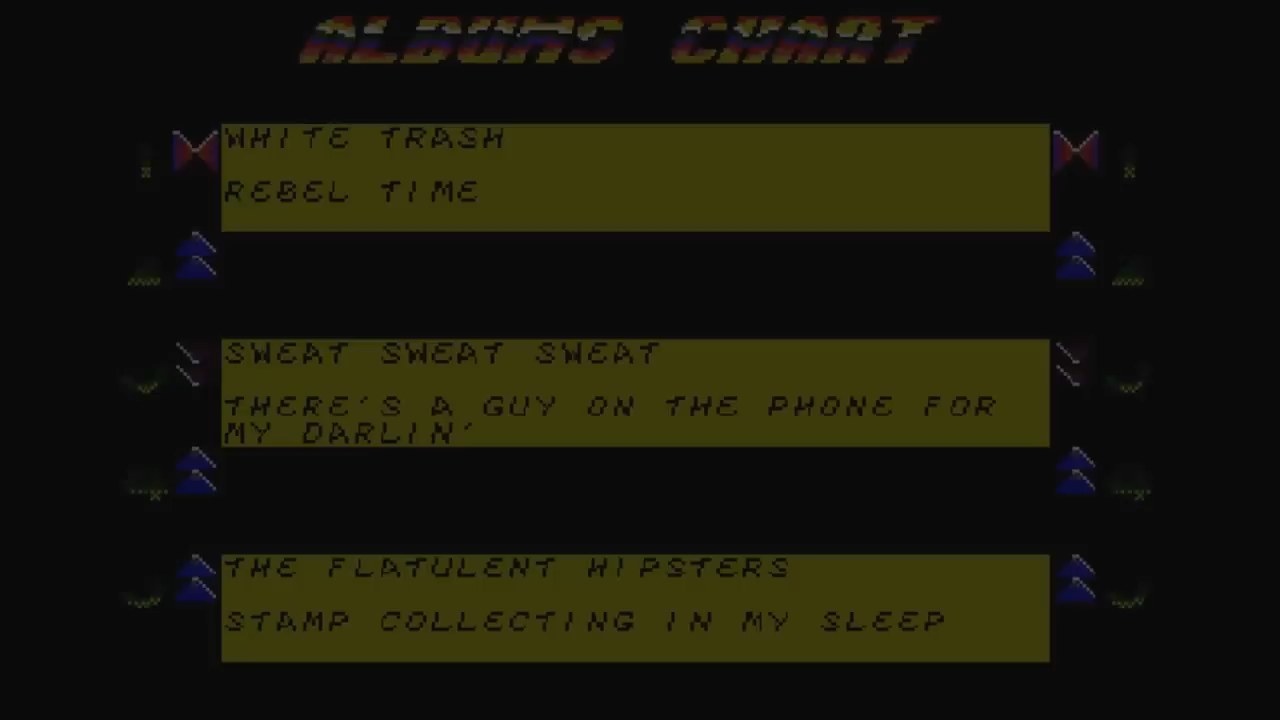 ALBUMS CHART
WHITE TRASH
REBEL TIME
SWEAT SWEAT SWEAT
THERE'S A GUY ON THE PHONE FOR
MY DARLIN'
THE FLATULENT HIPSTERS
STAMP COLLECTING IN MY SLEEP